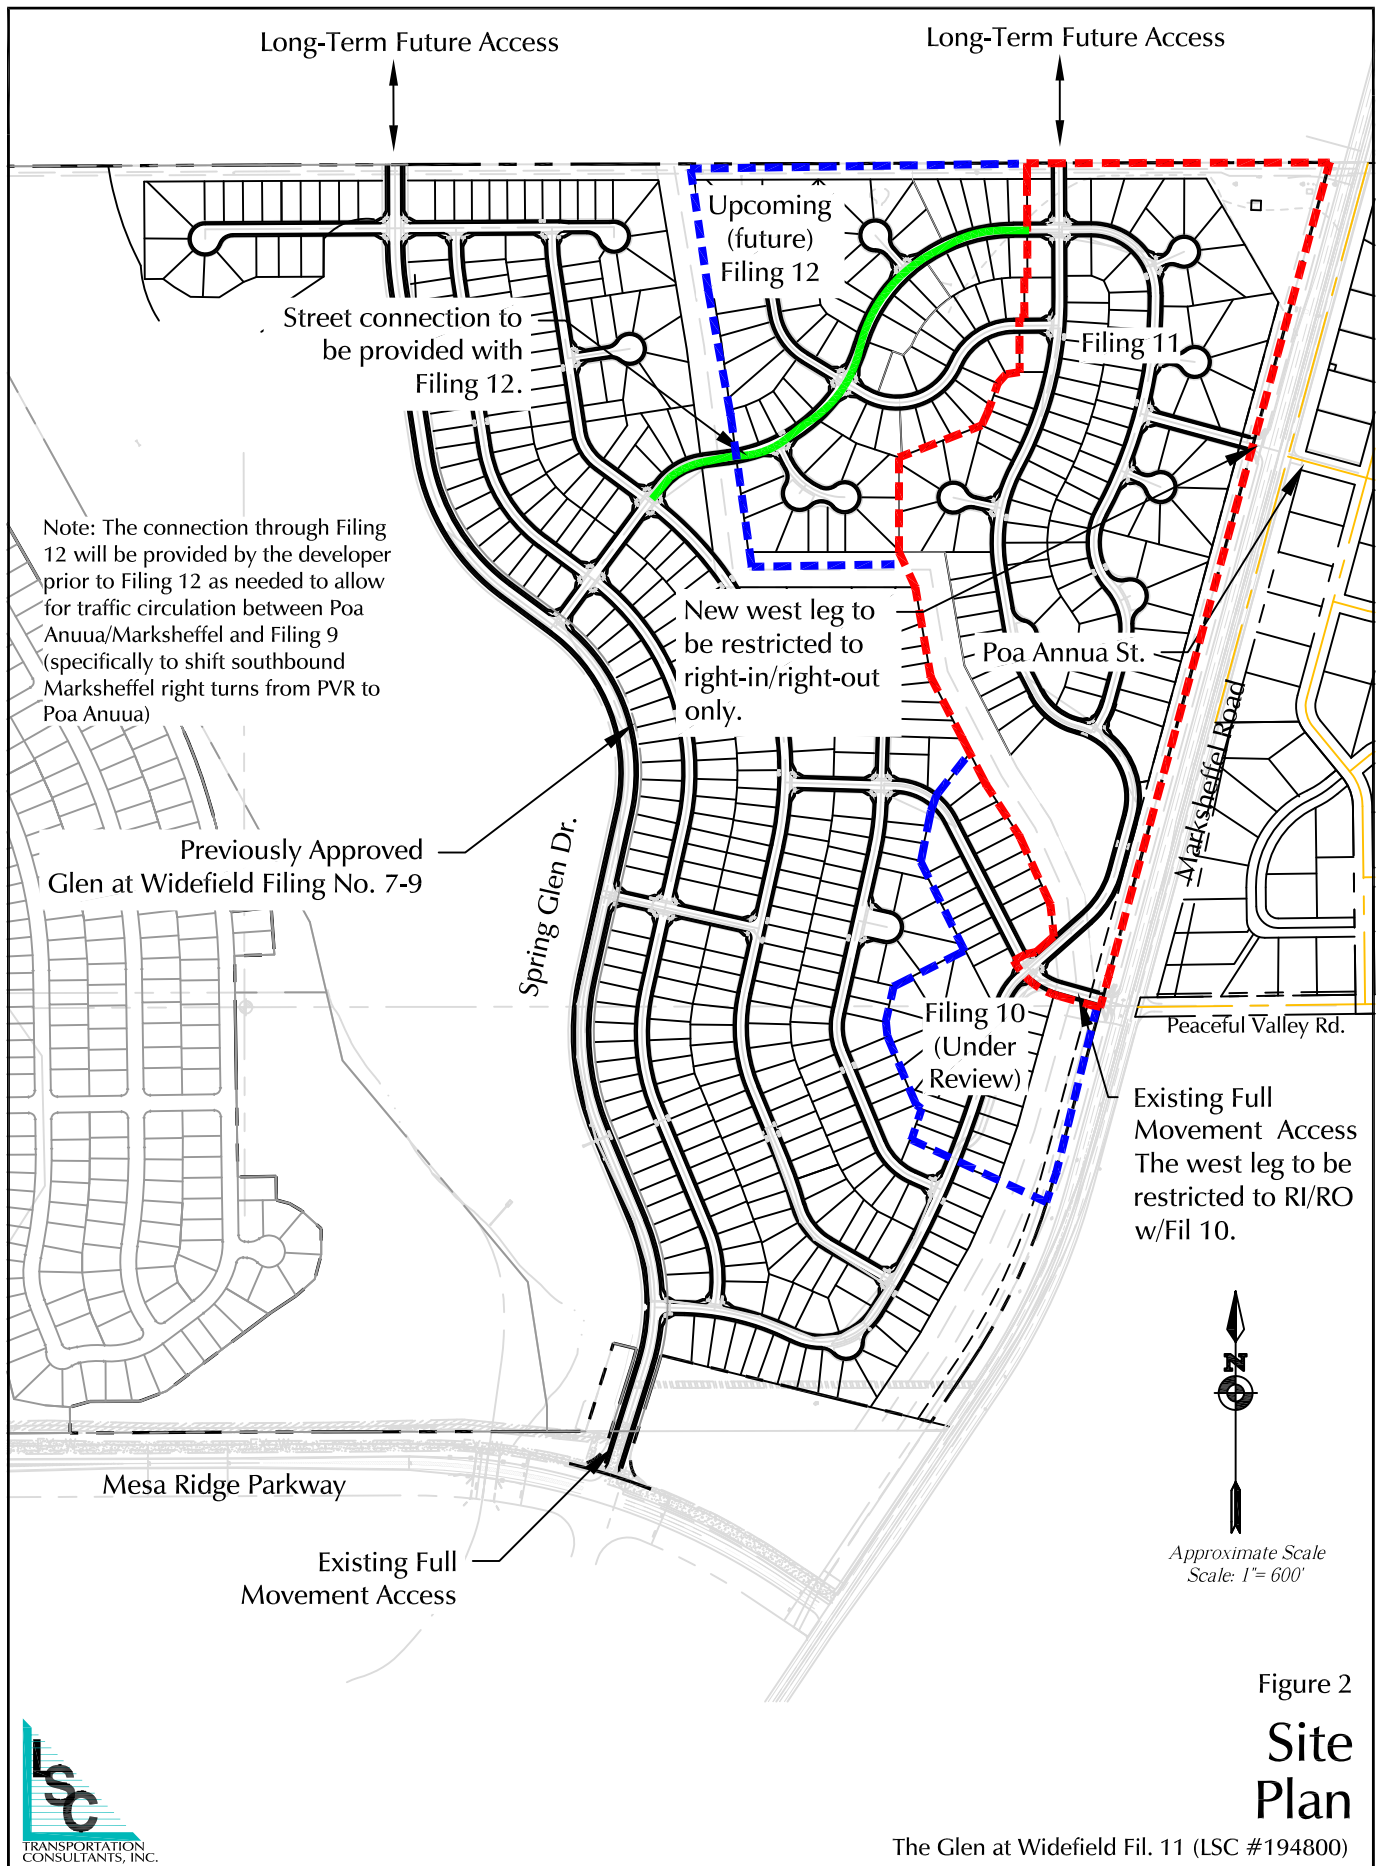 Long-Term Future Access
Long-Term Future Access
Upcoming
(future)
Filing 12
Street connection to
be provided with
Filing 12.
Filing 11
Note: The connection through Filing
12 will be provided by the developer
prior to Filing 12 as needed to allow
for traffic circulation between Poa
Anuua/Marksheffel and Filing 9
(specifically to shift southbound
Marksheffel right turns from PVR to
Poa Anuua)
New west leg to
be restricted to
right-in/right-out
only.
Poa Annua St.
Marksheffel Road
Previously Approved
Glen at Widefield Filing No. 7-9
Spring Glen Dr.
Filing 10
(Under
Review)
Peaceful Valley Rd.
Existing Full
Movement Access
The west leg to be
restricted to RI/RO
w/Fil 10.
N
Mesa Ridge Parkway
Existing Full
Movement Access
Approximate Scale
Scale: 1"= 600'
Figure 2
Site
Plan
The Glen at Widefield Fil. 11 (LSC #194800)
LSC
TRANSPORTATION
CONSULTANTS, INC.